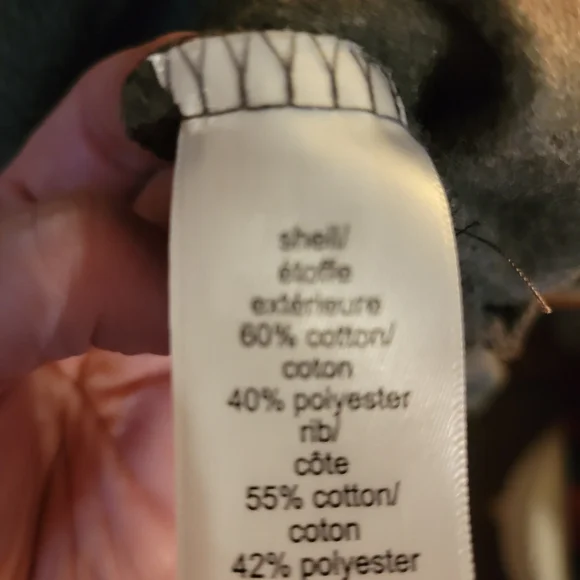 shell/
étoffe
extérieure
60% cotton/
coton
40% polyester
rib/
côte
55% cotton/
coton
42% polyester